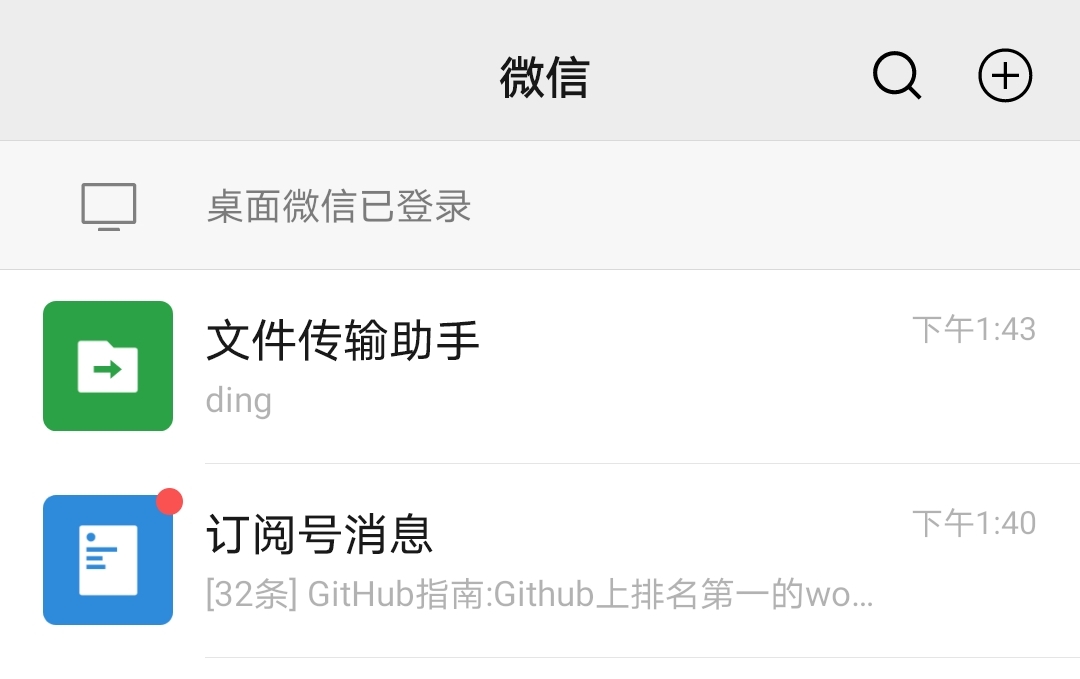 微信
桌面微信已登录
文件传输助手
下午1:43
ding
订阅号消息
下午1:40
[32条] GitHub指南:Github上排名第一的wo...